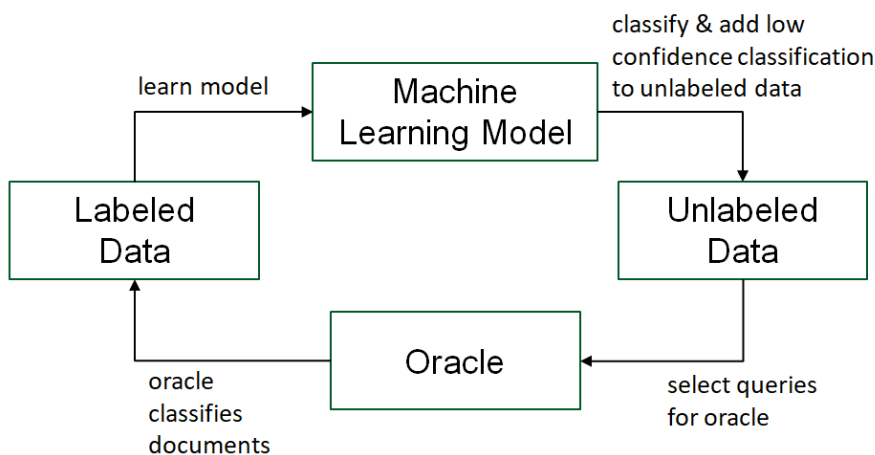 classify & add low
confidence classification
to unlabeled data
learn model
Machine
Learning Model
Labeled
Data
Unlabeled
Data
Oracle
oracle
classifies
documents
select queries
for oracle